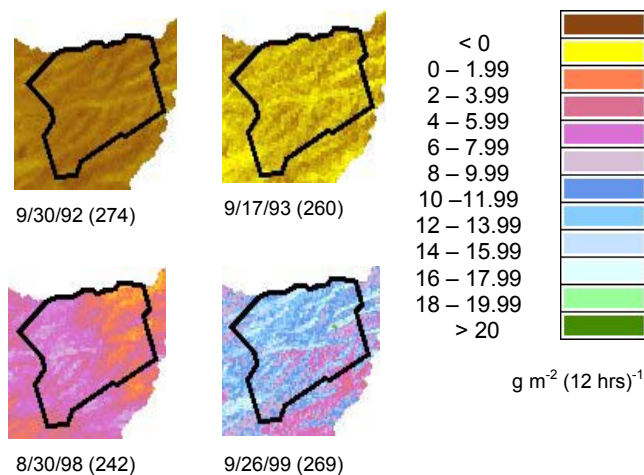 9/30/92 (274)
9/17/93 (260)
8/30/98 (242)
9/26/99 (269)
< 0
0 – 1.99
2 – 3.99
4 – 5.99
6 – 7.99
8 – 9.99
10 –11.99
12 – 13.99
14 – 15.99
16 – 17.99
18 – 19.99
> 20
g m⁻² (12 hrs)⁻¹